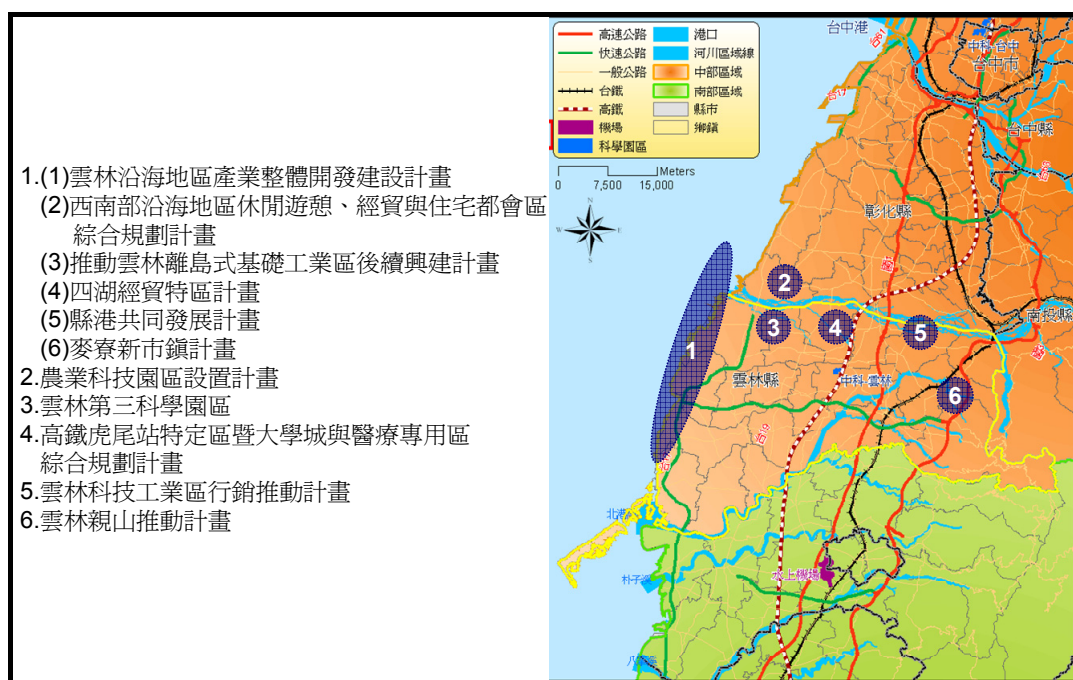 1.(1)雲林沿海地區產業整體開發建設計畫
(2)西南部沿海地區休閒遊憩、經貿與住宅都會區
綜合規劃計畫
(3)推動雲林離島式基礎工業區後續興建計畫
(4)四湖經貿特區計畫
(5)縣港共同發展計畫
(6)麥寮新市鎮計畫
2.農業科技園區設置計畫
3.雲林第三科學園區
4.高鐵虎尾站特定區暨大學城與醫療專用區
綜合規劃計畫
5.雲林科技工業區行銷推動計畫
6.雲林親山推動計畫
高速公路 港口
快速公路 河川區域線
一般公路 中部區域
台鐵 南部區域
高鐵 縣市
機場 鄉鎮
科學園區
Meters
0 7,500 15,000
N
W E
S
台中港
台61
中科-台中
台中市
台17
台中縣
彰化縣
國1
南投縣
2
3
4
5
1
雲林縣
中科-雲林
6
台19
北港
水上機場